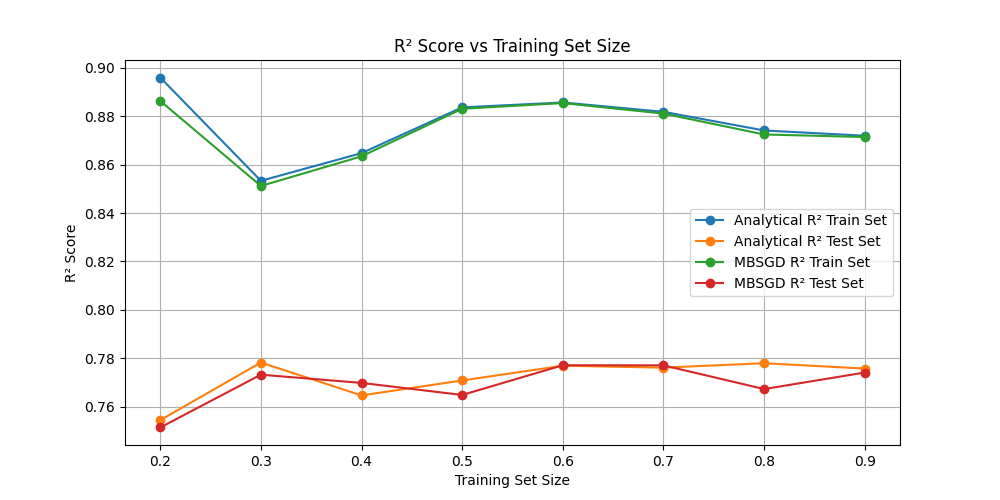 R² Score vs Training Set Size
R² Score
0.90
0.88
0.86
0.84
0.82
0.80
0.78
0.76
Analytical R² Train Set
Analytical R² Test Set
MBSGD R² Train Set
MBSGD R² Test Set
0.2 0.3 0.4 0.5 0.6 0.7 0.8 0.9
Training Set Size